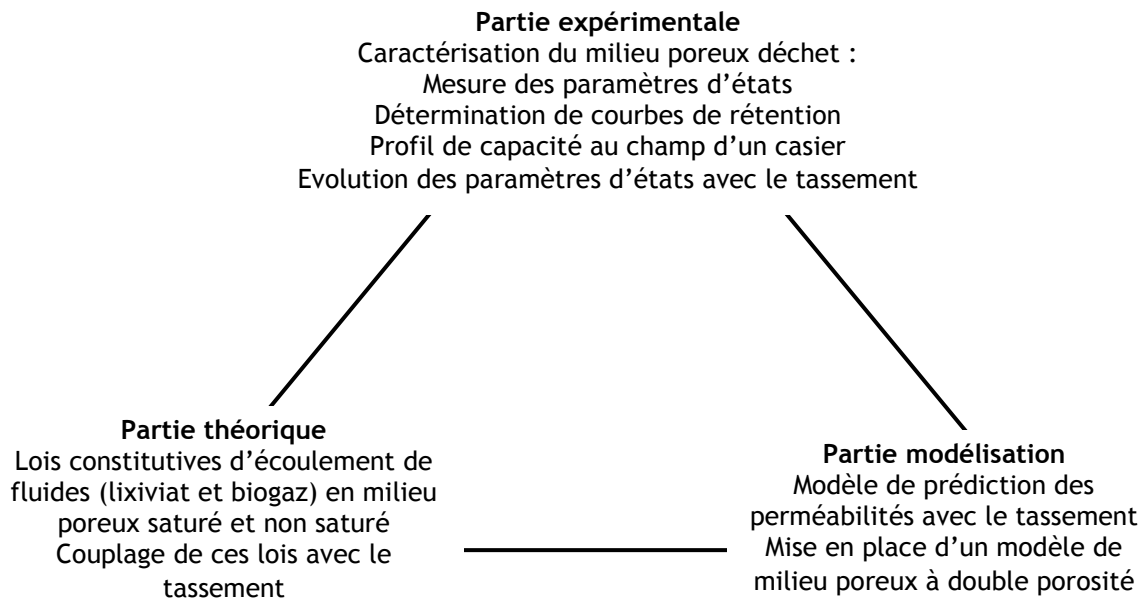 Partie expérimentale
Caractérisation du milieu poreux déchet :
Mesure des paramètres d'états
Détermination de courbes de rétention
Profil de capacité au champ d'un casier
Evolution des paramètres d'états avec le tassement
Partie théorique
Lois constitutives d'écoulement de
fluides (lixiviat et biogaz) en milieu
poreux saturé et non saturé
Couplage de ces lois avec le
tassement
Partie modélisation
Modèle de prédiction des
perméabilités avec le tassement
Mise en place d'un modèle de
milieu poreux à double porosité